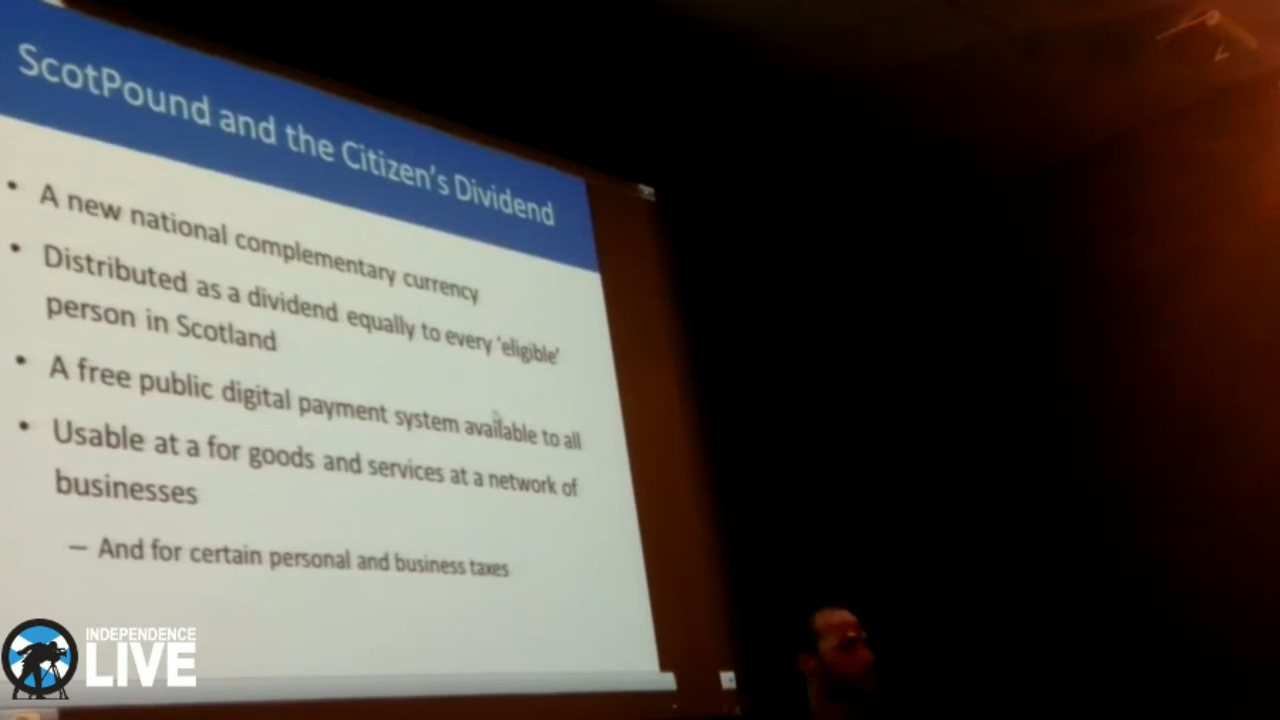 ScotPound and the Citizen's Dividend
• A new national complementary currency
• Distributed as a dividend equally to every 'eligible'
person in Scotland
• A free public digital payment system available to all
• Usable at a for goods and services at a network of
businesses
– And for certain personal and business taxes
INDEPENDENCE
LIVE